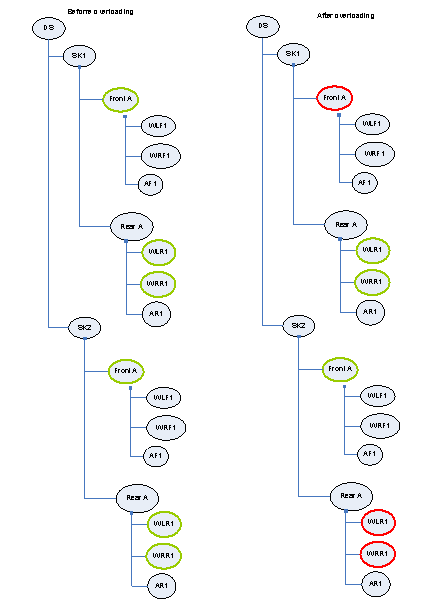 Before overloading
DS
SK1
Front A
WLF1
WRF1
AF1
Rear A
WLR1
WRR1
AR1
SK2
Front A
WLF1
WRF1
AF1
Rear A
WLR1
WRR1
AR1
After overloading
DS
SK1
Front A
WLF1
WRF1
AF1
Rear A
WLR1
WRR1
AR1
SK2
Front A
WLF1
WRF1
AF1
Rear A
WLR1
WRR1
AR1